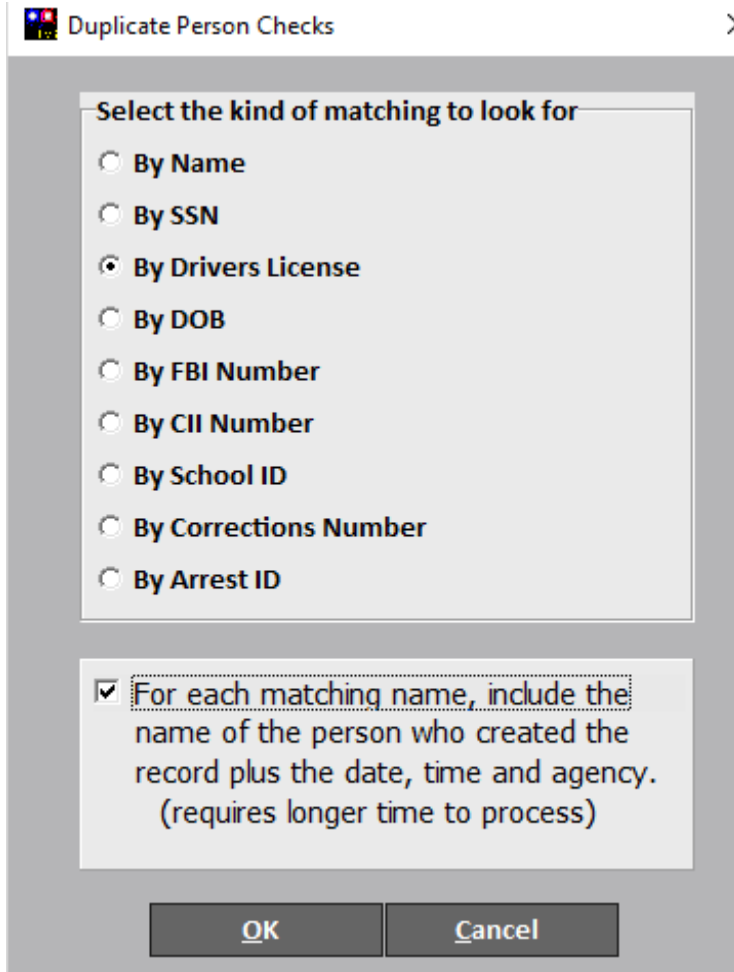 Duplicate Person Checks
Select the kind of matching to look for
By Name
By SSN
By Drivers License
By DOB
By FBI Number
By CII Number
By School ID
By Corrections Number
By Arrest ID
For each matching name, include the
name of the person who created the
record plus the date, time and agency.
(requires longer time to process)
OK
Cancel